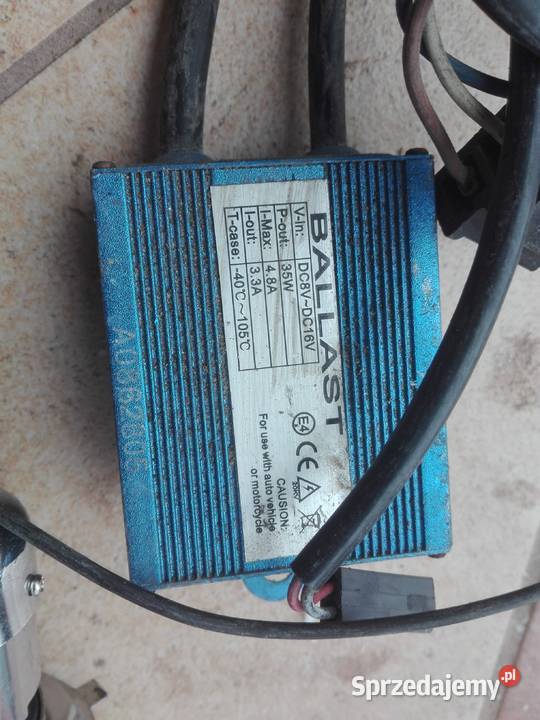 BALLAST
V-In: DC8V~DC16V
P-out: 35W
I-Max: 4.8A
I-out: 3.3A
T-case: -40℃~105℃
E4 CE
CAUSION:
For use with auto vehicle
or motorcycle
Sprzedajemy.pl